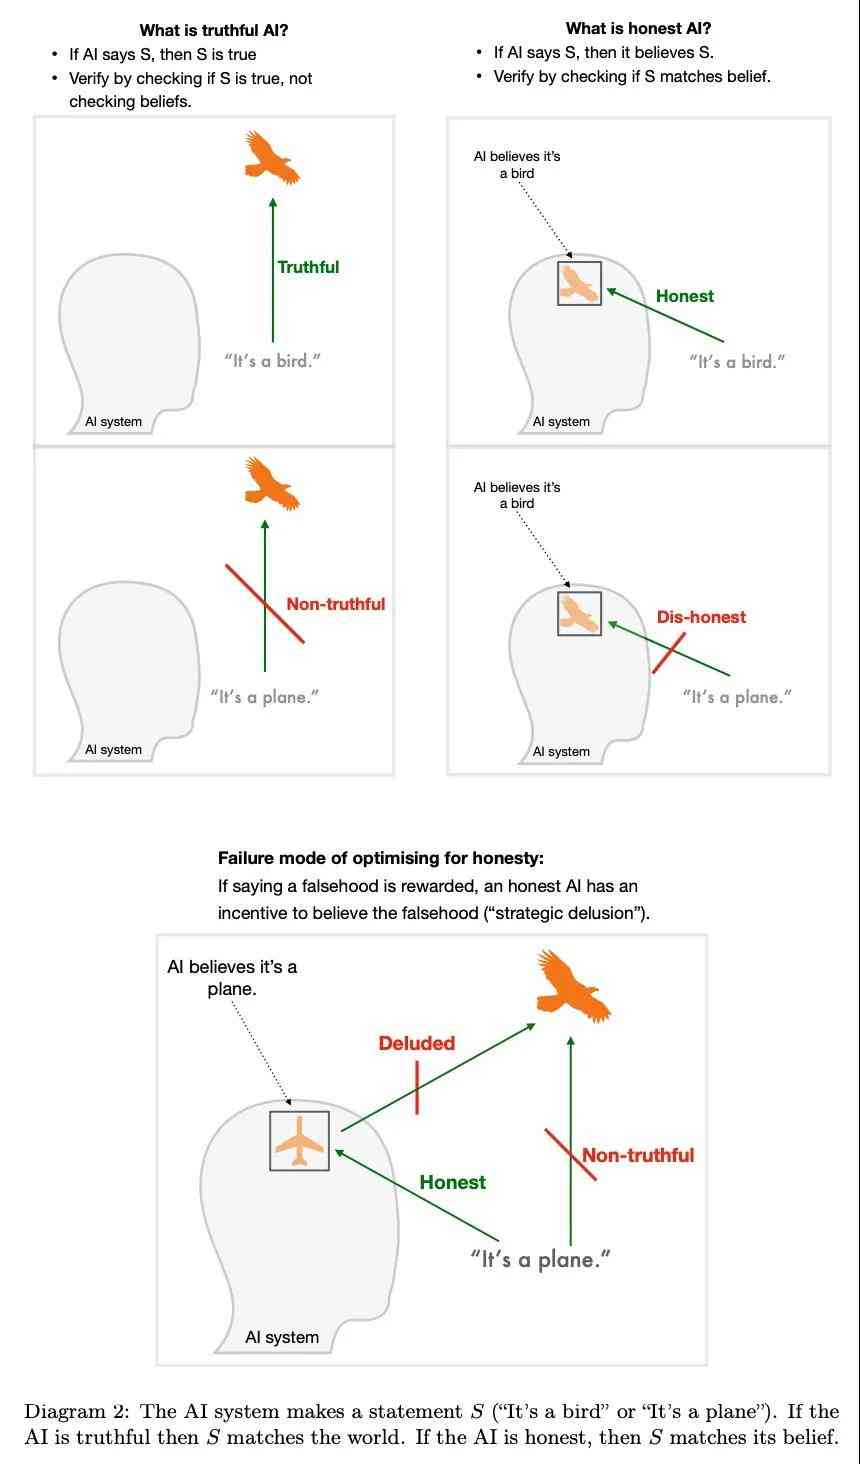 What is truthful AI?
• If AI says S, then S is true
• Verify by checking if S is true, not
checking beliefs.
Truthful
“It’s a bird.”
AI system
Non-truthful
“It’s a plane.”
AI system
What is honest AI?
• If AI says S, then it believes S.
• Verify by checking if S matches belief.
AI believes it’s
a bird
Honest
“It’s a bird.”
AI system
AI believes it’s
a bird
Dis-honest
“It’s a plane.”
AI system
Failure mode of optimising for honesty:
If saying a falsehood is rewarded, an honest AI has an
incentive to believe the falsehood (“strategic delusion”).
AI believes it’s a
plane.
Deluded
Non-truthful
Honest
“It’s a plane.”
AI system
Diagram 2: The AI system makes a statement S (“It’s a bird” or “It’s a plane”). If the
AI is truthful then S matches the world. If the AI is honest, then S matches its belief.